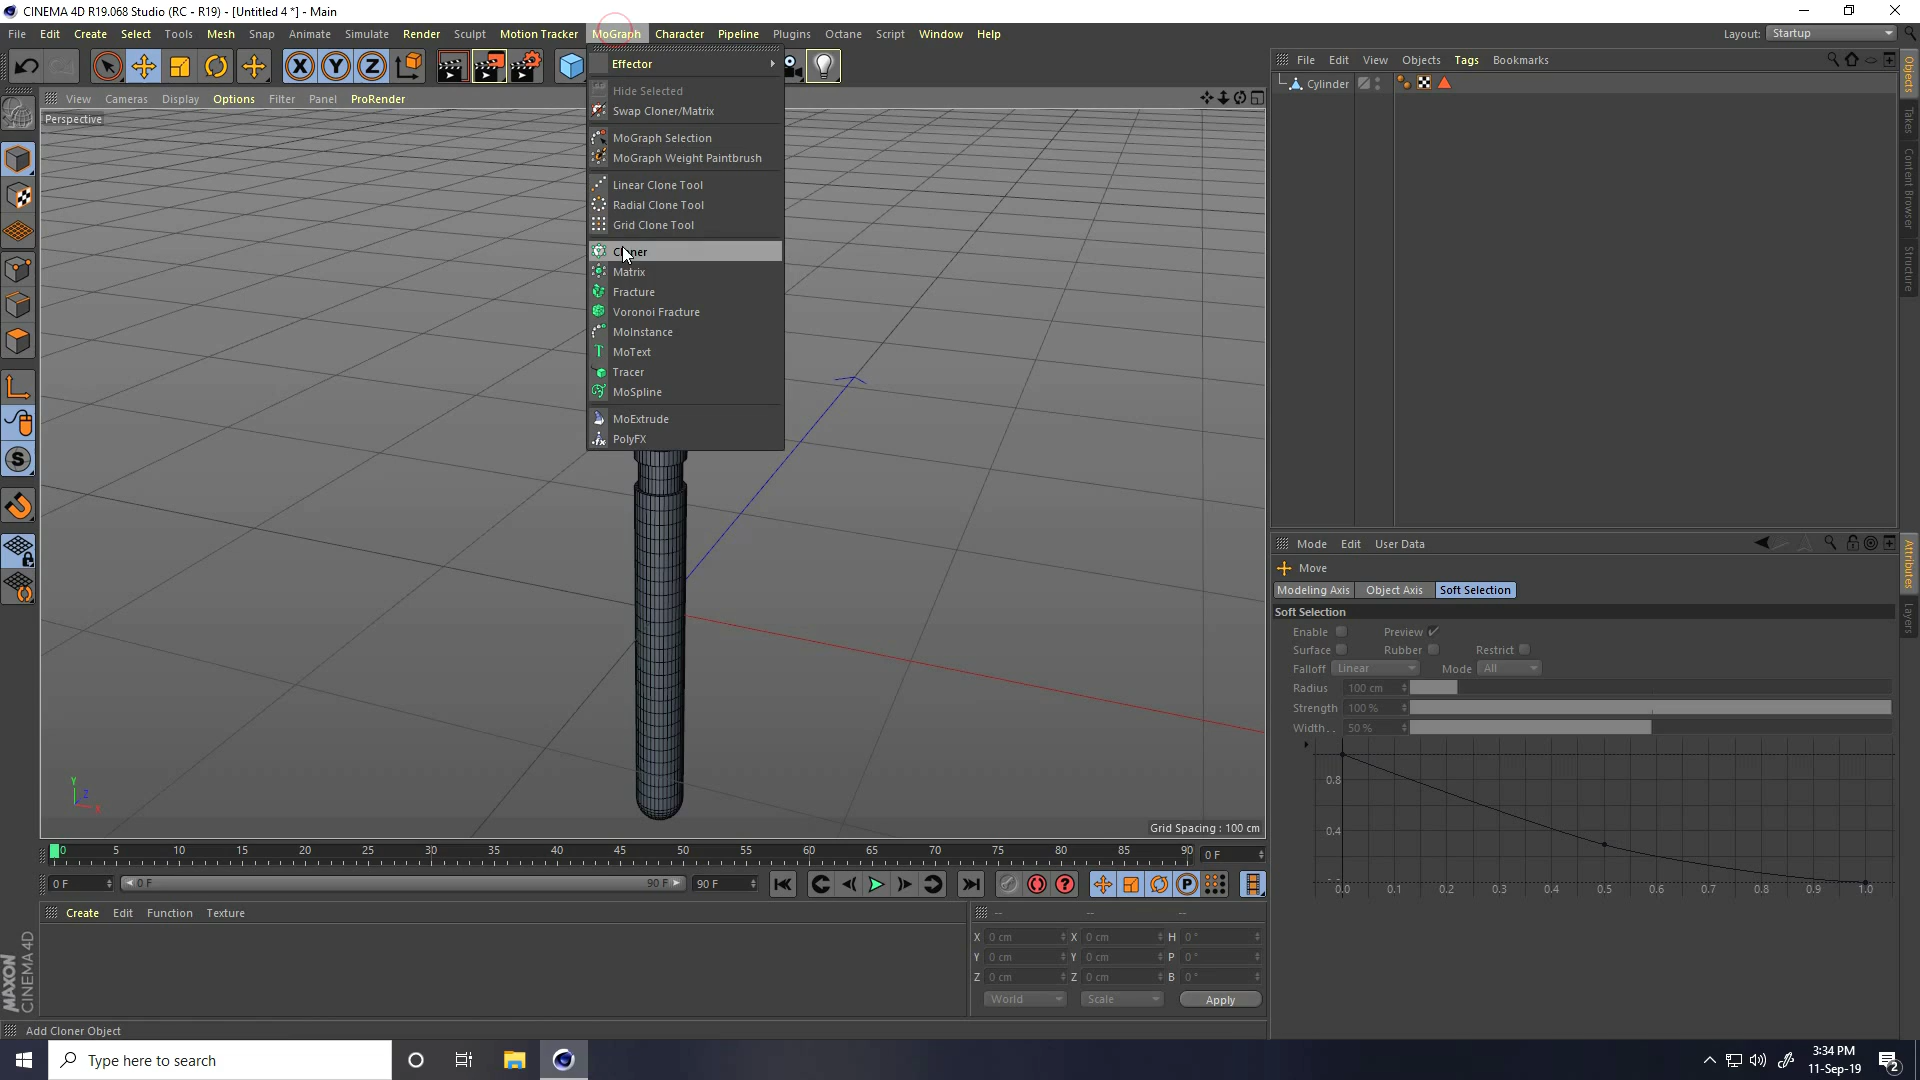 CINEMA 4D R19.068 Studio (RC - R19) - [Untitled 4 *] - Main
File Edit Create Select Tools Mesh Snap Animate Simulate Render Sculpt Motion Tracker MoGraph Character Pipeline Plugins Octane Script Window Help Layout: Startup
X Y Z
Effector
Hide Selected
Swap Cloner/Matrix
MoGraph Selection
MoGraph Weight Paintbrush
Linear Clone Tool
Radial Clone Tool
Grid Clone Tool
Cloner
Matrix
Fracture
Voronoi Fracture
MoInstance
MoText
Tracer
MoSpline
MoExtrude
PolyFX
View Cameras Display Options Filter Panel ProRender
Perspective
Y
Z
X
Grid Spacing : 100 cm
File Edit View Objects Tags Bookmarks
Cylinder
Objects
Takes
Content Browser
Structure
Mode Edit User Data
Move
Modeling Axis Object Axis Soft Selection
Soft Selection
Enable Preview
Surface Rubber Restrict
Falloff Linear Mode All
Radius 100 cm
Strength 100 %
Width.. 50 %
0.8
0.4
0.0 0.1 0.2 0.3 0.4 0.5 0.6 0.7 0.8 0.9 1.0
Attributes
Layers
0 5 10 15 20 25 30 35 40 45 50 55 60 65 70 75 80 85 90 0 F
0 F 0 F 90 F 90 F
Create Edit Function Texture
-- -- --
X 0 cm X 0 cm H 0 °
Y 0 cm Y 0 cm P 0 °
Z 0 cm Z 0 cm B 0 °
World Scale Apply
MAXON
CINEMA 4D
Add Cloner Object
Type here to search
3:34 PM
11-Sep-19
2